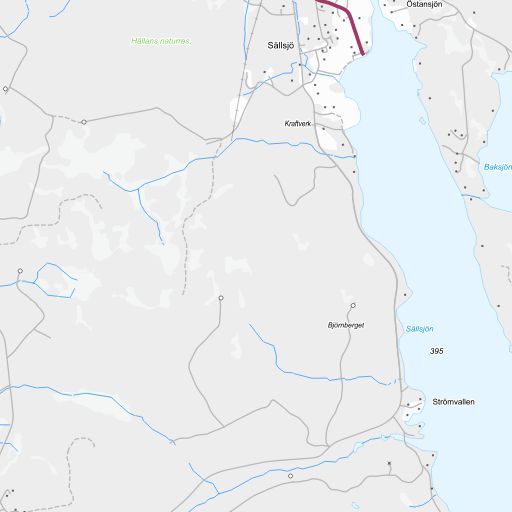 Östansjön
Hällans naturres.
Sällsjö
Kraftverk
Baksjön
Sällsjön
Björnberget
395
Strömvallen